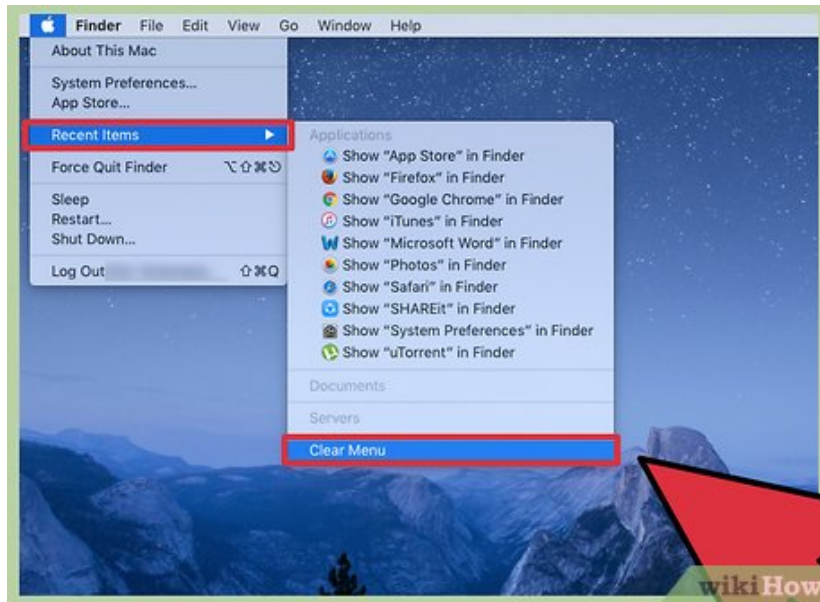 Finder File Edit View Go Window Help
About This Mac
System Preferences...
App Store...
Recent Items ▶
Force Quit Finder ⌥⇧⌘⎋
Sleep
Restart...
Shut Down...
Log Out ⇧⌘Q
Applications
Show "App Store" in Finder
Show "Firefox" in Finder
Show "Google Chrome" in Finder
Show "iTunes" in Finder
Show "Microsoft Word" in Finder
Show "Photos" in Finder
Show "Safari" in Finder
Show "SHAREit" in Finder
Show "System Preferences" in Finder
Show "uTorrent" in Finder
Documents
Servers
Clear Menu
wikiHow